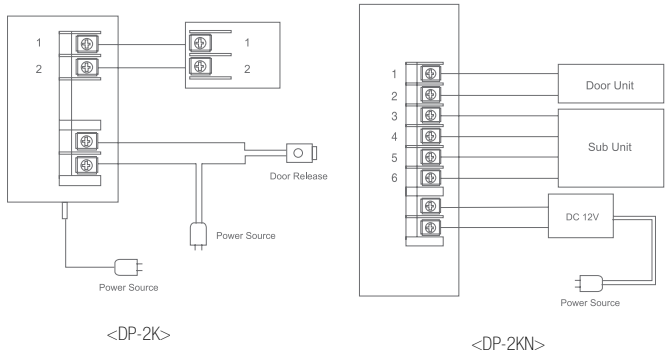 1
2
1
2
Door Release
Power Source
Power Source
<DP-2K>
1
2
3
4
5
6
Door Unit
Sub Unit
DC 12V
Power Source
<DP-2KN>